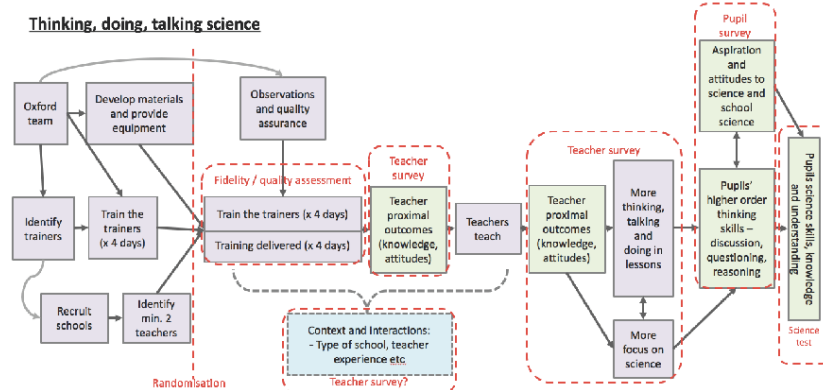 Thinking, doing, talking science
Pupil
survey
Oxford
team
Develop materials
and provide
equipment
Observations
and quality
assurance
Aspiration
and
attitudes to
science and
school
science
Fidelity / quality assessment
Teacher
survey
Teacher survey
Identify
trainers
Train the
trainers
(x 4 days)
Train the trainers (x 4 days)
Training delivered (x 4 days)
Teacher
proximal
outcomes
(knowledge,
attitudes)
Teachers
teach
Teacher
proximal
outcomes
(knowledge,
attitudes)
More
thinking,
talking
and
doing in
lessons
Pupils'
higher order
thinking
skills –
discussion,
questioning,
reasoning
Pupils science skills, knowledge
and understanding
Recruit
schools
Identify
min. 2
teachers
Context and Interactions:
- Type of school, teacher
experience etc
More
focus on
science
Science
test
Randomisation
Teacher survey?